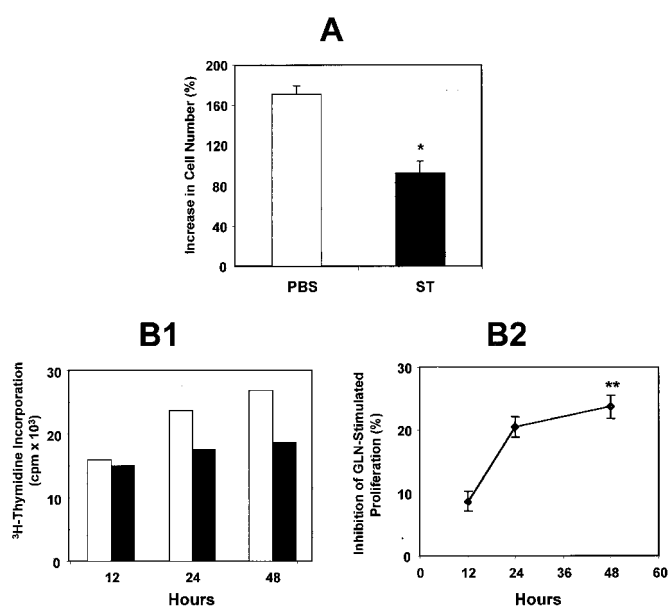 A
Increase in Cell Number (%)
200
160
120
80
40
0
*
PBS
ST
B1
³H-Thymidine Incorporation
(cpm x 10³)
30
20
10
0
12
24
48
Hours
B2
Inhibition of GLN-Stimulated
Proliferation (%)
30
20
10
0
**
0
12
24
36
48
60
Hours